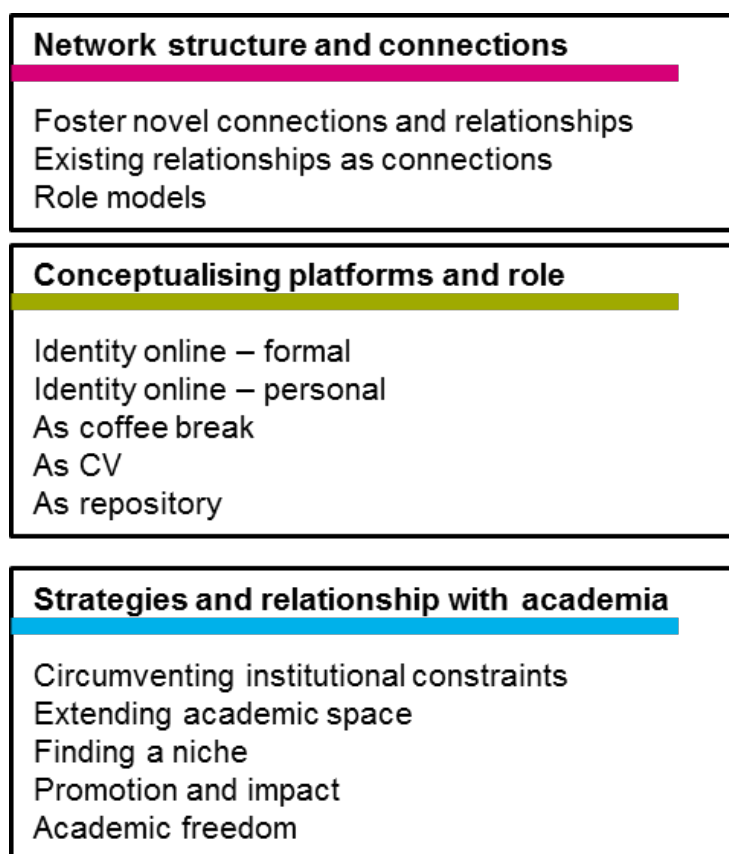 Network structure and connections
Foster novel connections and relationships
Existing relationships as connections
Role models
Conceptualising platforms and role
Identity online – formal
Identity online – personal
As coffee break
As CV
As repository
Strategies and relationship with academia
Circumventing institutional constraints
Extending academic space
Finding a niche
Promotion and impact
Academic freedom